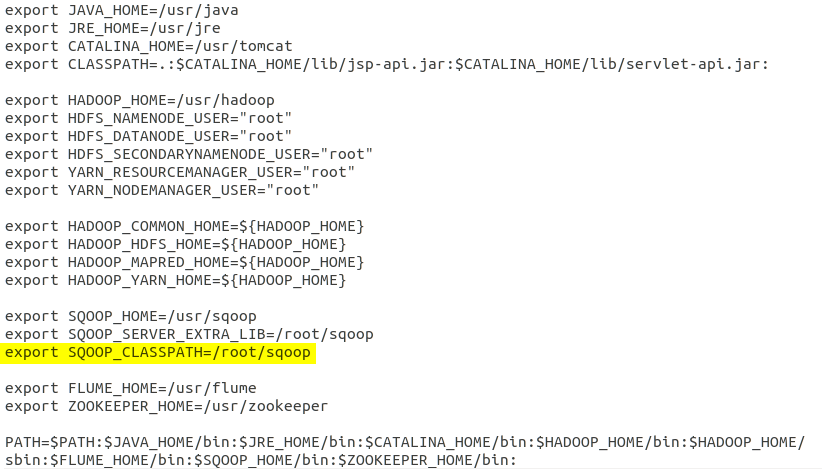 export JAVA_HOME=/usr/java
export JRE_HOME=/usr/jre
export CATALINA_HOME=/usr/tomcat
export CLASSPATH=.:$CATALINA_HOME/lib/jsp-api.jar:$CATALINA_HOME/lib/servlet-api.jar:
export HADOOP_HOME=/usr/hadoop
export HDFS_NAMENODE_USER="root"
export HDFS_DATANODE_USER="root"
export HDFS_SECONDARYNAMENODE_USER="root"
export YARN_RESOURCEMANAGER_USER="root"
export YARN_NODEMANAGER_USER="root"
export HADOOP_COMMON_HOME=${HADOOP_HOME}
export HADOOP_HDFS_HOME=${HADOOP_HOME}
export HADOOP_MAPRED_HOME=${HADOOP_HOME}
export HADOOP_YARN_HOME=${HADOOP_HOME}
export SQOOP_HOME=/usr/sqoop
export SQOOP_SERVER_EXTRA_LIB=/root/sqoop
export SQOOP_CLASSPATH=/root/sqoop
export FLUME_HOME=/usr/flume
export ZOOKEEPER_HOME=/usr/zookeeper
PATH=$PATH:$JAVA_HOME/bin:$JRE_HOME/bin:$CATALINA_HOME/bin:$HADOOP_HOME/bin:$HADOOP_HOME/
sbin:$FLUME_HOME/bin:$SQOOP_HOME/bin:$ZOOKEEPER_HOME/bin: